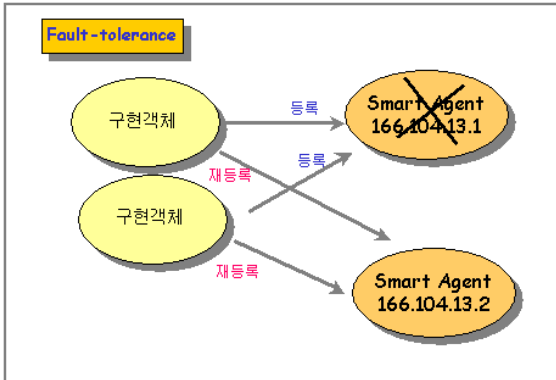 Fault-tolerance
구현객체
등록
Smart Agent
166.104.13.1
등록
재등록
구현객체
재등록
Smart Agent
166.104.13.2